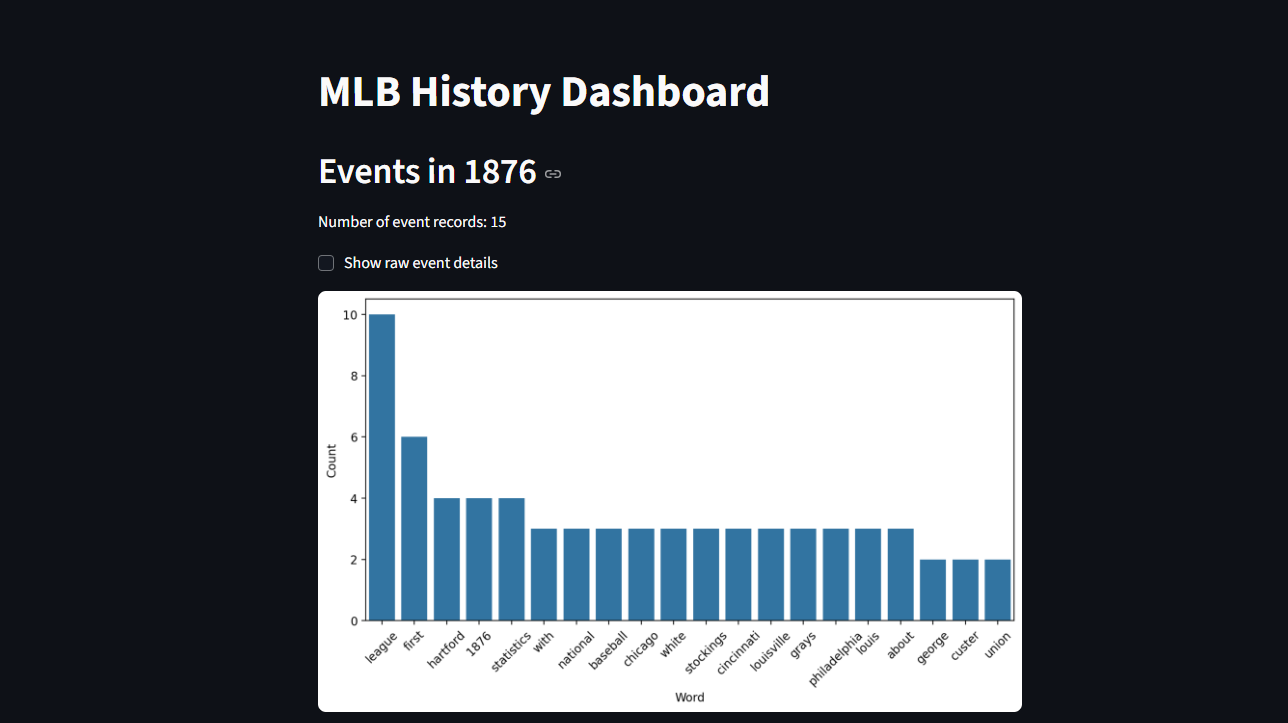 MLB History Dashboard
Events in 1876
Number of event records: 15
Show raw event details
10
8
6
4
2
0
Count
league first hartford 1876 statistics with national baseball chicago white stockings cincinnati louisville grays philadelphia louis about george custer union
Word